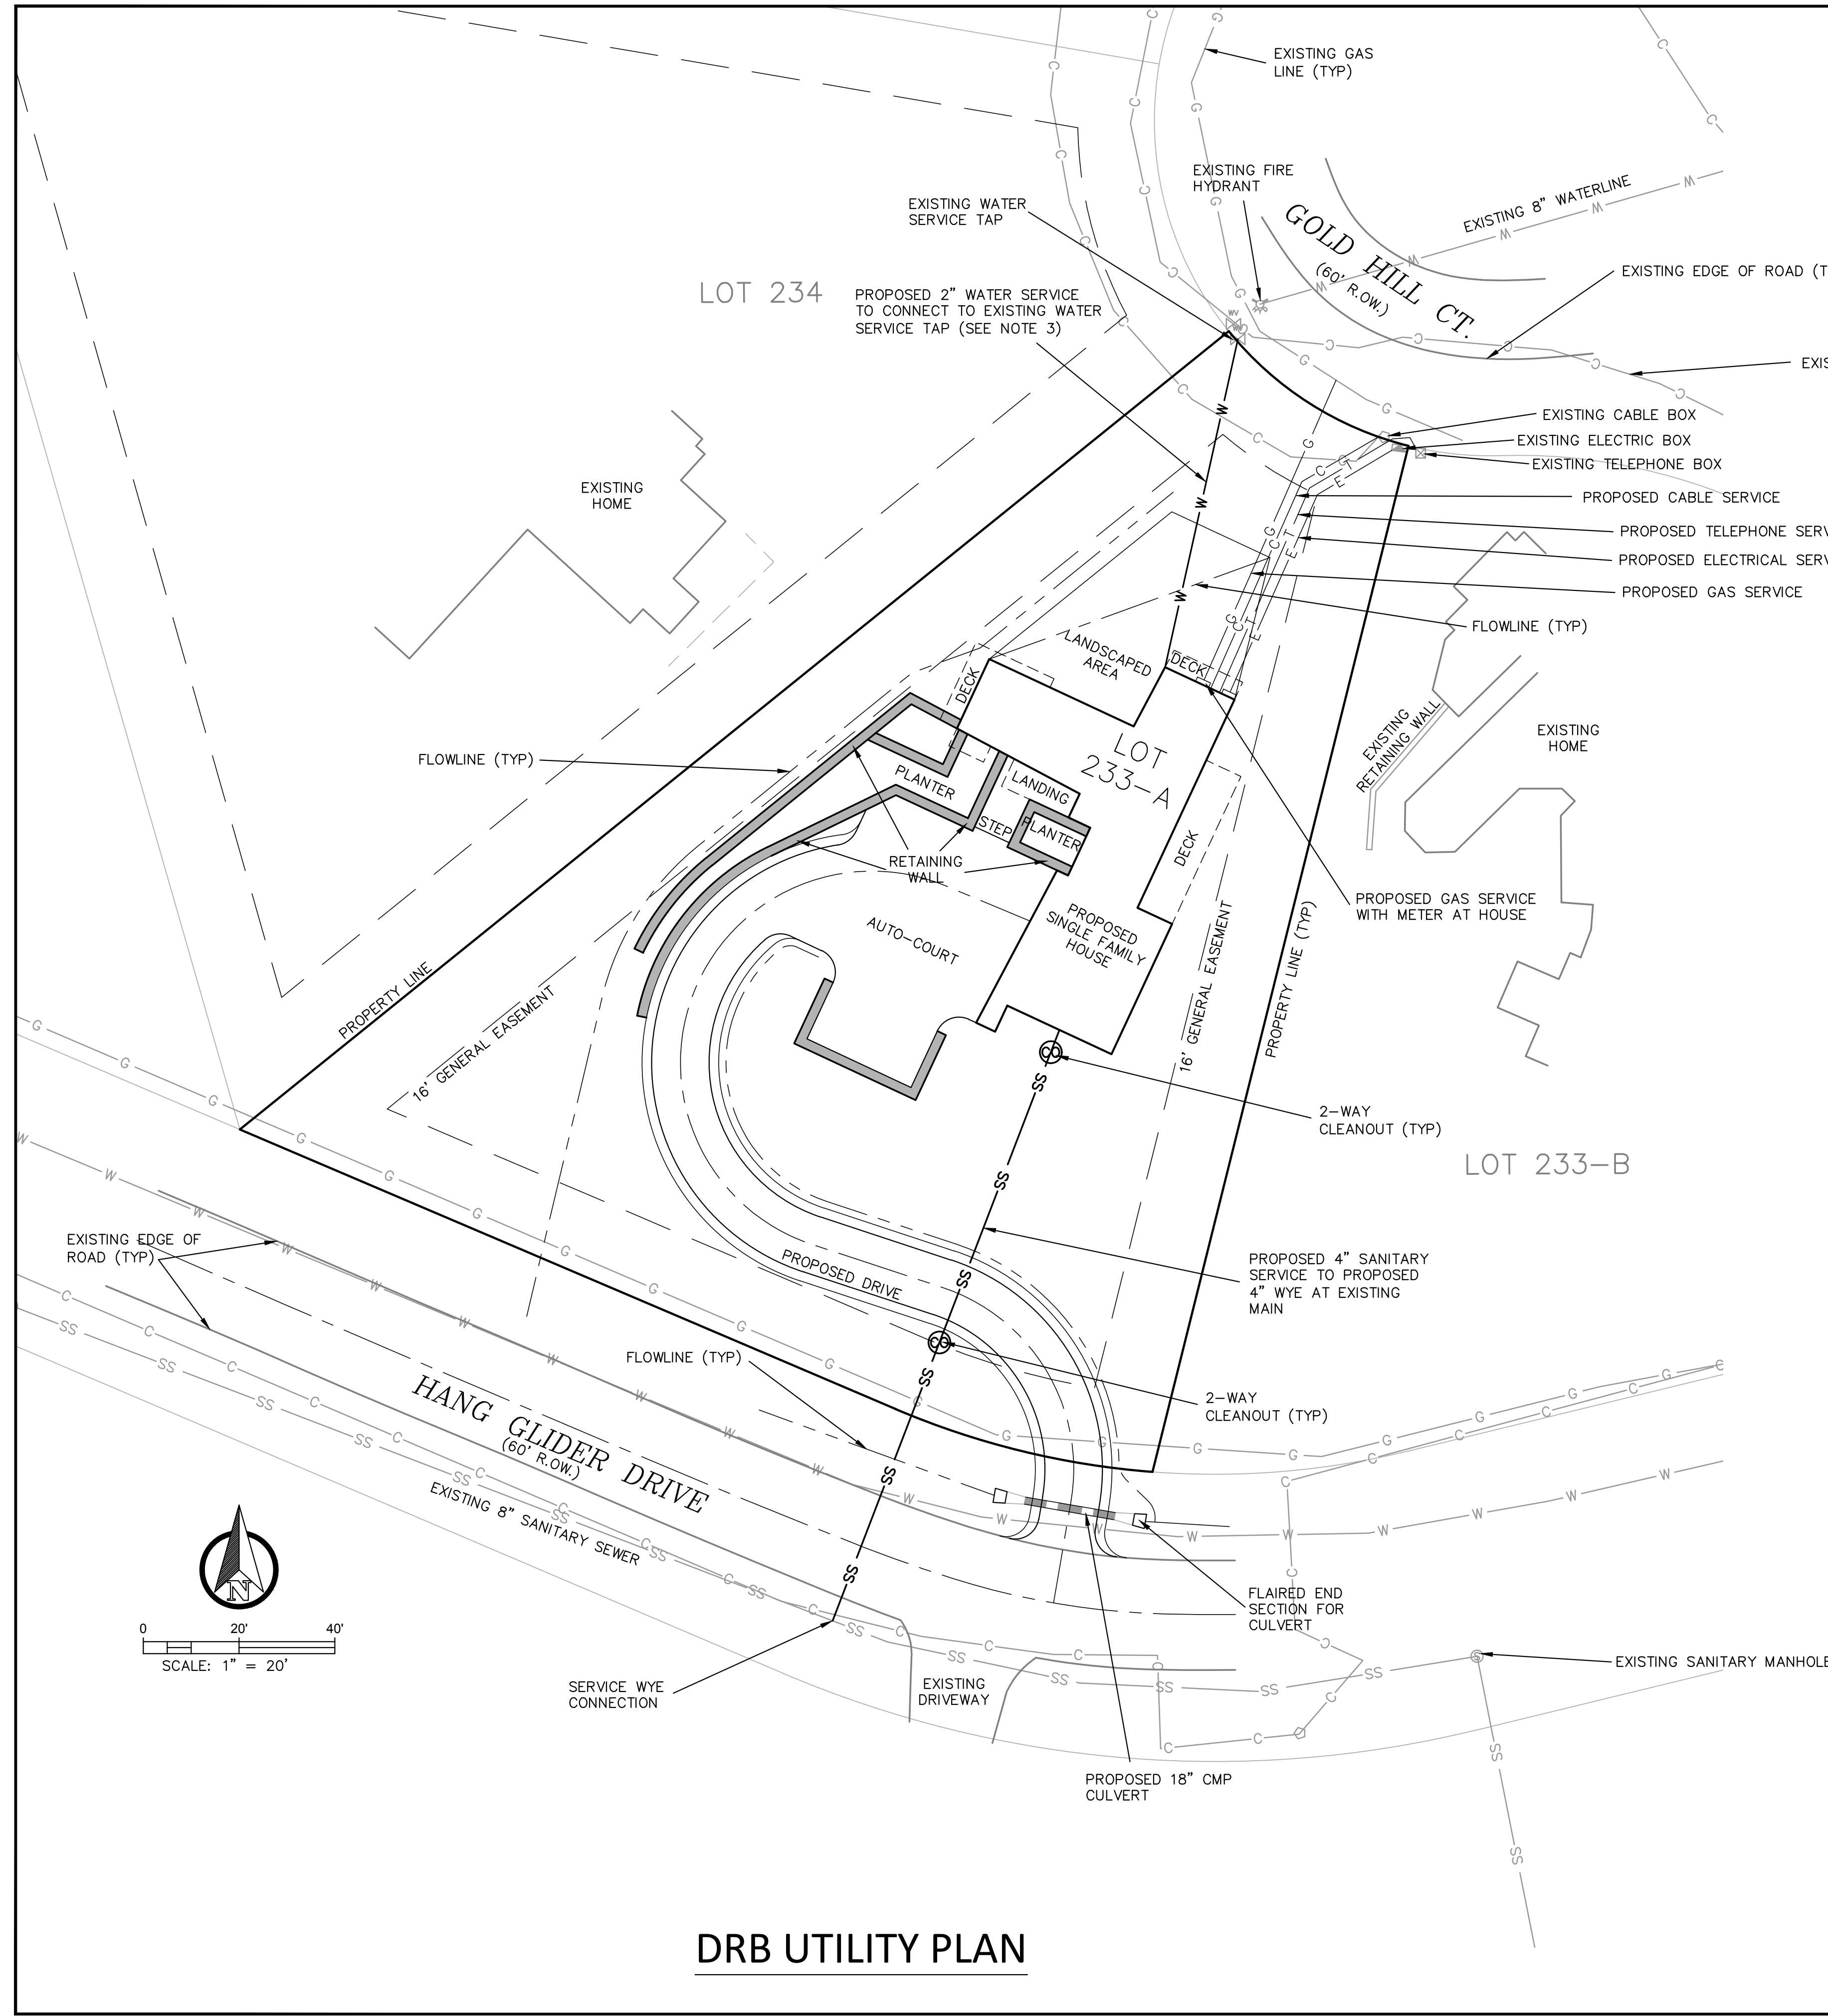 EXISTING GAS
LINE (TYP)
EXISTING FIRE
HYDRANT
EXISTING WATER
SERVICE TAP
EXISTING 8" WATERLINE
GOLD HILL CT.
(60' R.OW.)
EXISTING EDGE OF ROAD (T
LOT 234
PROPOSED 2" WATER SERVICE
TO CONNECT TO EXISTING WATER
SERVICE TAP (SEE NOTE 3)
EXIS
EXISTING CABLE BOX
EXISTING ELECTRIC BOX
EXISTING TELEPHONE BOX
EXISTING
HOME
PROPOSED CABLE SERVICE
PROPOSED TELEPHONE SERV
PROPOSED ELECTRICAL SERV
PROPOSED GAS SERVICE
FLOWLINE (TYP)
LANDSCAPED
AREA
DECK
DECK
LOT
233-A
EXISTING
RETAINING WALL
EXISTING
HOME
FLOWLINE (TYP)
PLANTER
LANDING
STEP
PLANTER
DECK
RETAINING
WALL
PROPOSED GAS SERVICE
WITH METER AT HOUSE
AUTO-COURT
PROPOSED
SINGLE FAMILY
HOUSE
PROPERTY LINE
16' GENERAL EASEMENT
16' GENERAL EASEMENT
PROPERTY LINE (TYP)
CO
2-WAY
CLEANOUT (TYP)
LOT 233-B
EXISTING EDGE OF
ROAD (TYP)
PROPOSED DRIVE
PROPOSED 4" SANITARY
SERVICE TO PROPOSED
4" WYE AT EXISTING
MAIN
CO
FLOWLINE (TYP)
2-WAY
CLEANOUT (TYP)
HANG GLIDER DRIVE
(60' R.OW.)
EXISTING 8" SANITARY SEWER
N
0 20' 40'
SCALE: 1" = 20'
FLAIRED END
SECTION FOR
CULVERT
SERVICE WYE
CONNECTION
EXISTING
DRIVEWAY
S
EXISTING SANITARY MANHOLE
PROPOSED 18" CMP
CULVERT
DRB UTILITY PLAN